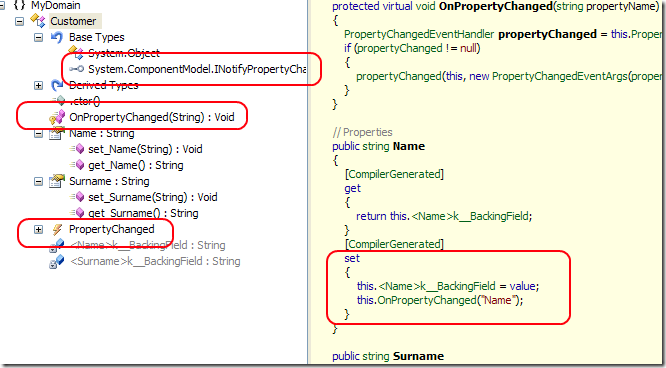 MyDomain
Customer
Base Types
System.Object
System.ComponentModel.INotifyPropertyCha
Derived Types
.ctor()
OnPropertyChanged(String) : Void
Name : String
set_Name(String) : Void
get_Name() : String
Surname : String
set_Surname(String) : Void
get_Surname() : String
PropertyChanged
<Name>k__BackingField : String
<Surname>k__BackingField : String
protected virtual void OnPropertyChanged(string propertyName)
{
PropertyChangedEventHandler propertyChanged = this.Proper
if (propertyChanged != null)
{
propertyChanged(this, new PropertyChangedEventArgs(proper
}
}
// Properties
public string Name
{
[CompilerGenerated]
get
{
return this.<Name>k__BackingField;
}
[CompilerGenerated]
set
{
this.<Name>k__BackingField = value;
this.OnPropertyChanged("Name");
}
}
public string Surname